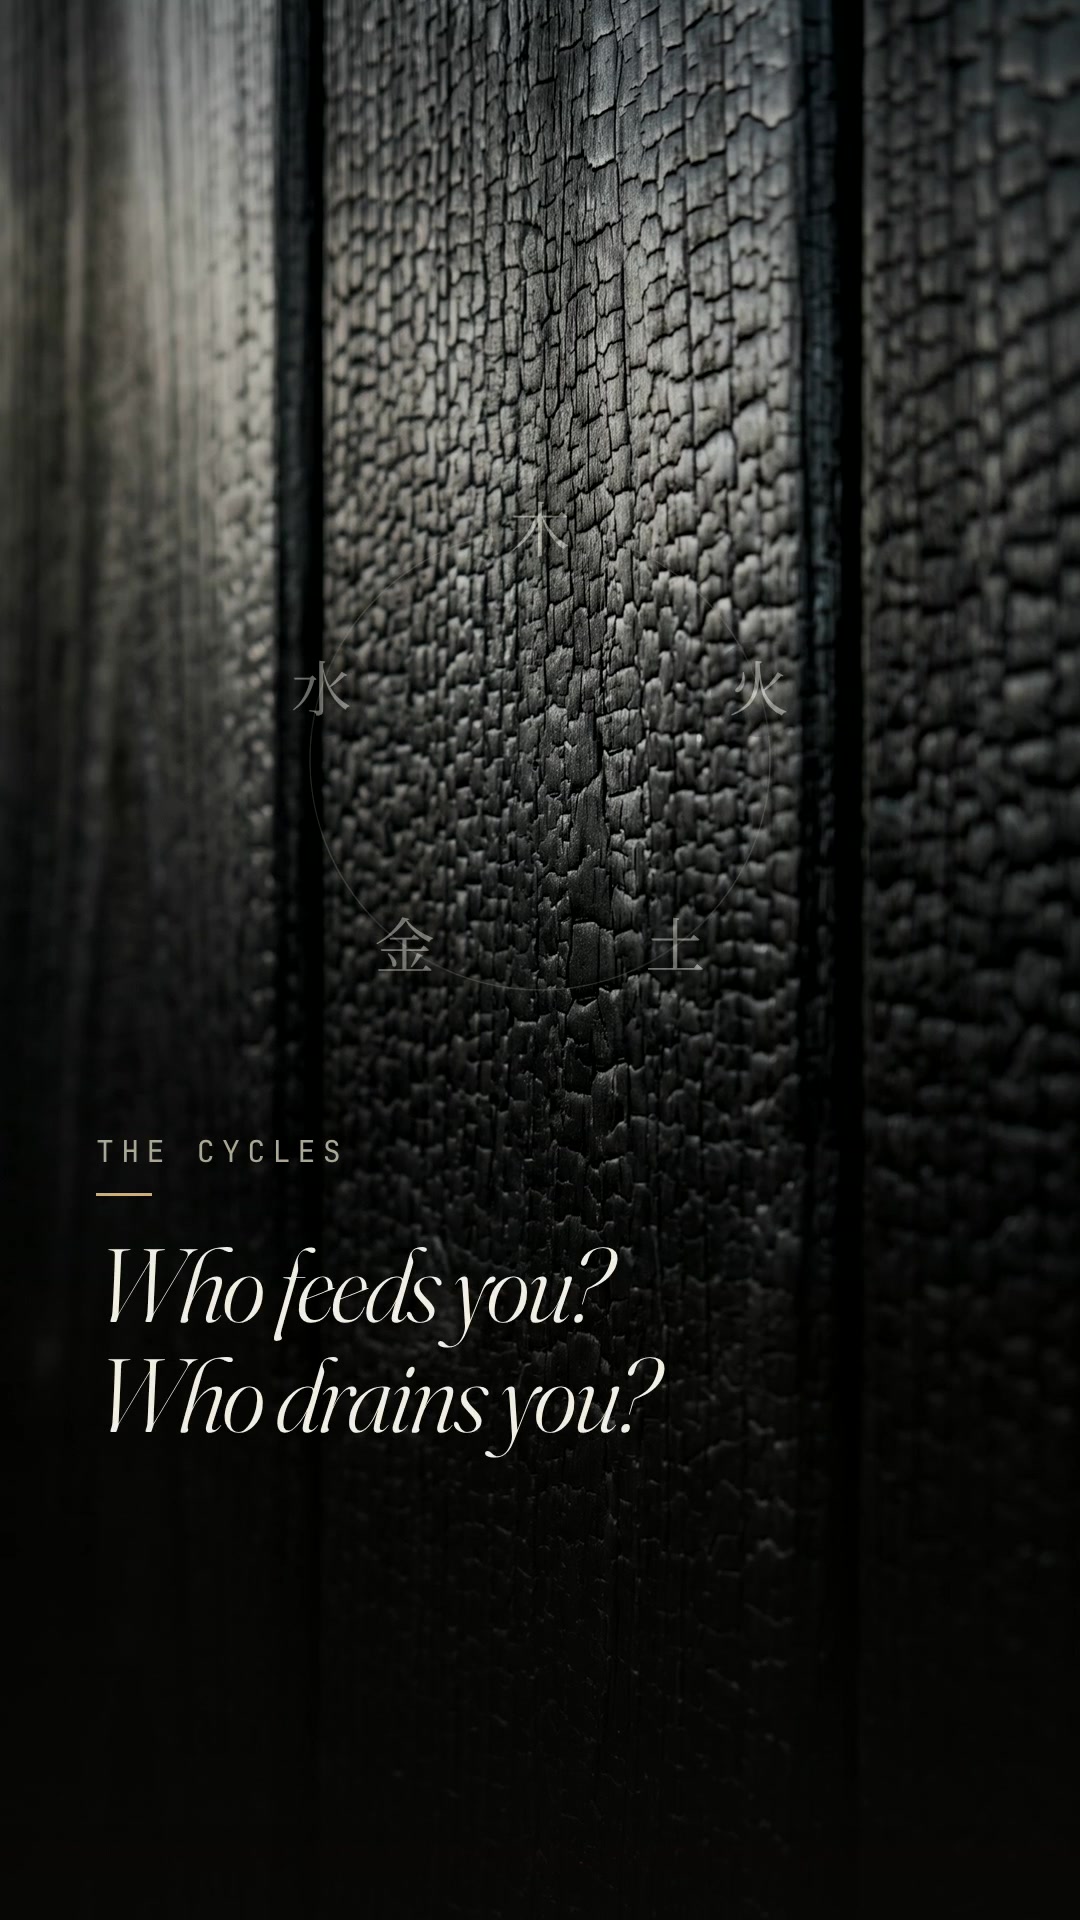 木
水 火
金 土
THE CYCLES
Who feeds you?
Who drains you?